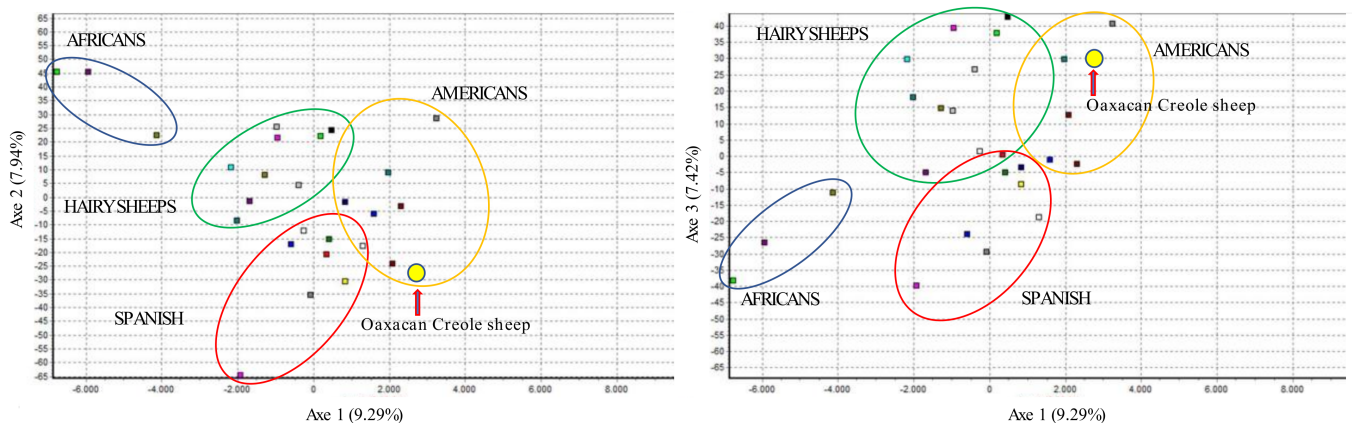 65
60
55
50
45
40
35
30
25
20
15
10
5
0
-5
-10
-15
-20
-25
-30
-35
-40
-45
-50
-55
-60
-65
Axe 2 (7.94%)
AFRICANS
AMERICANS
HAIRY SHEEPS
SPANISH
Oaxacan Creole sheep
-6.000 -4.000 -2.000 0 2.000 4.000 6.000 8.000
Axe 1 (9.29%)
40
35
30
25
20
15
10
5
0
-5
-10
-15
-20
-25
-30
-35
-40
-45
-50
-55
Axe 3 (7.42%)
HAIRY SHEEPS
AMERICANS
Oaxacan Creole sheep
AFRICANS
SPANISH
-6.000 -4.000 -2.000 0 2.000 4.000 6.000 8.000
Axe 1 (9.29%)